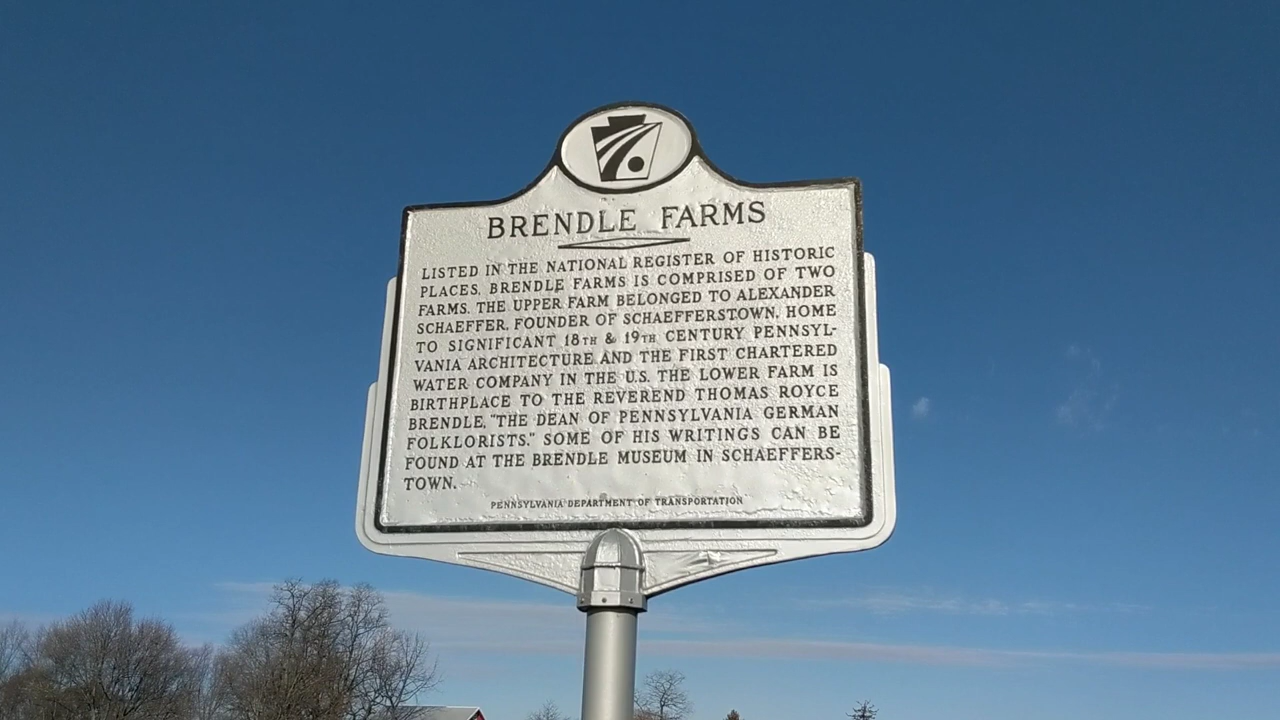 BRENDLE FARMS
LISTED IN THE NATIONAL REGISTER OF HISTORIC
PLACES, BRENDLE FARMS IS COMPRISED OF TWO
FARMS. THE UPPER FARM BELONGED TO ALEXANDER
SCHAEFFER, FOUNDER OF SCHAEFFERSTOWN, HOME
TO SIGNIFICANT 18TH & 19TH CENTURY PENNSYL-
VANIA ARCHITECTURE AND THE FIRST CHARTERED
WATER COMPANY IN THE U.S. THE LOWER FARM IS
BIRTHPLACE TO THE REVEREND THOMAS ROYCE
BRENDLE, "THE DEAN OF PENNSYLVANIA GERMAN
FOLKLORISTS." SOME OF HIS WRITINGS CAN BE
FOUND AT THE BRENDLE MUSEUM IN SCHAEFFERS-
TOWN.
PENNSYLVANIA DEPARTMENT OF TRANSPORTATION